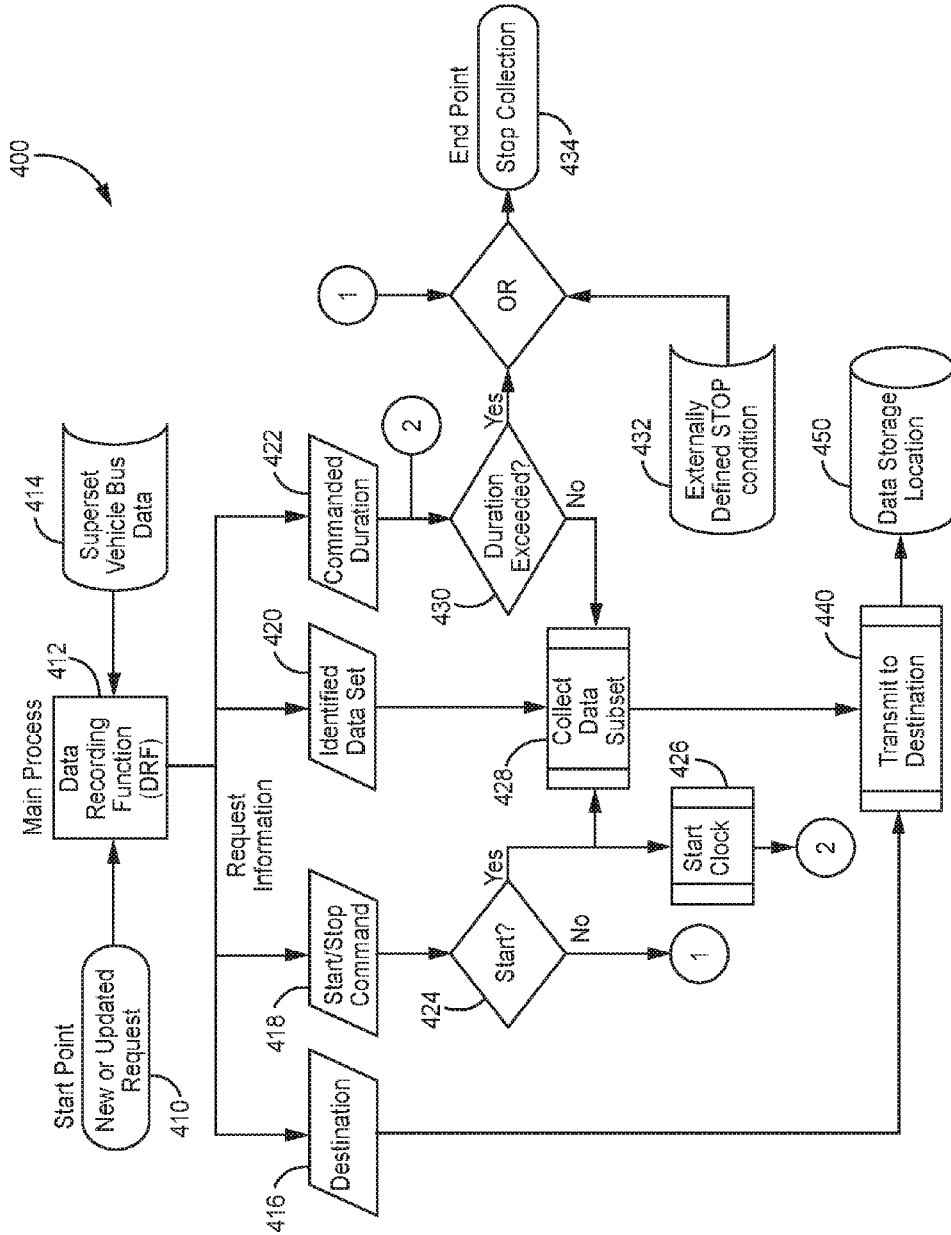 400
Start Point
New or Updated
Request
410
Main Process
412
Data
Recording
Function
(DRF)
414
Superset
Vehicle Bus
Data
Request
Information
416
Destination
418
Start/Stop
Command
420
Identified
Data Set
422
Commanded
Duration
2
1
424
Start?
Yes
No
1
428
Collect
Data
Subset
426
Start
Clock
2
430
Duration
Exceeded?
Yes
No
OR
End Point
Stop Collection
434
432
Externally
Defined STOP
condition
440
Transmit to
Destination
450
Data Storage
Location